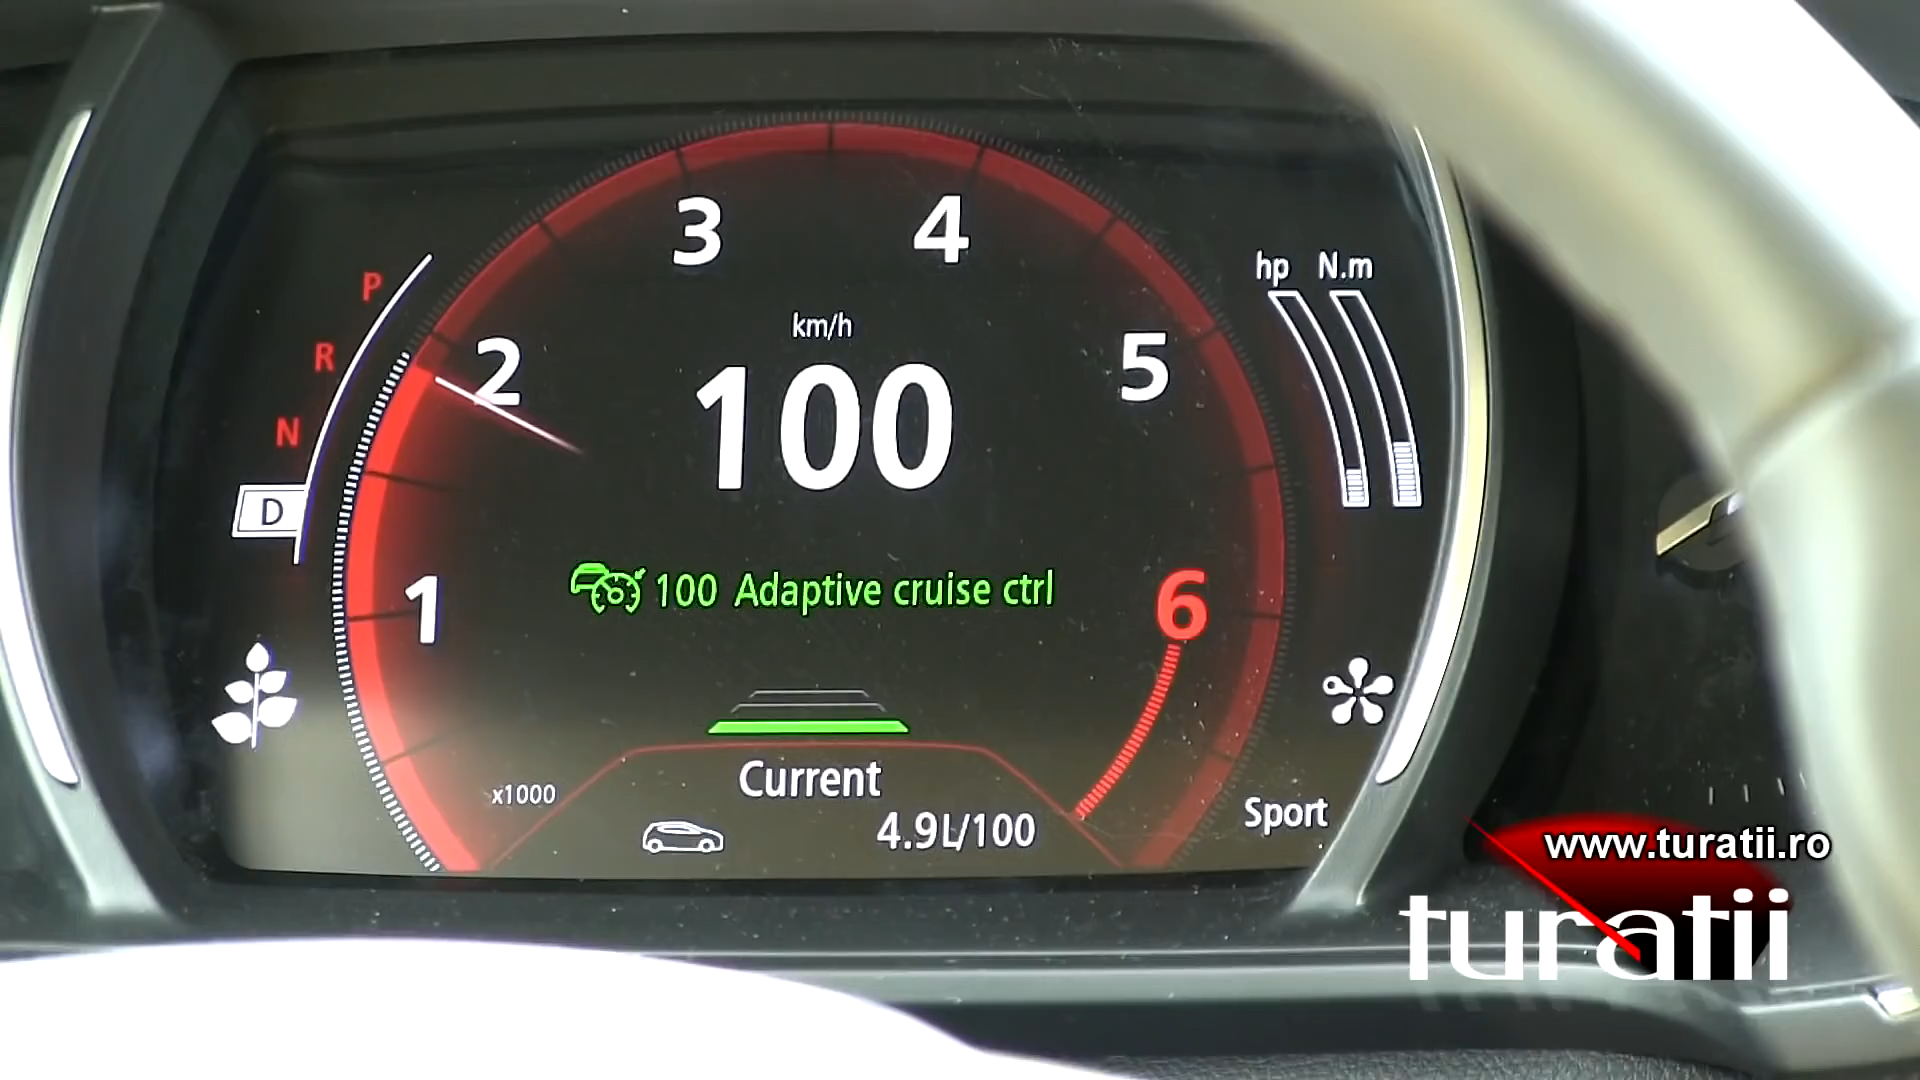 3 4
hp N.m
P
km/h
R
2
5
100
N
D
100 Adaptive cruise ctrl
1
6
Current
x1000
4.9L/100
Sport
www.turatii.ro
turatii